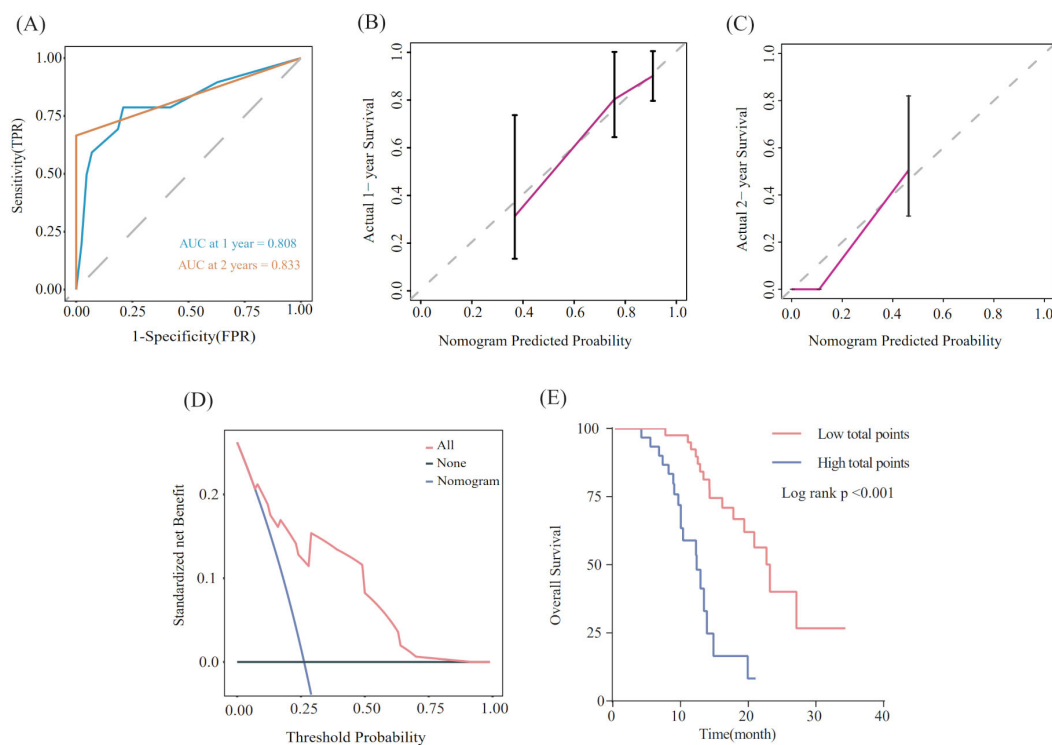 (A)
1.00
0.75
0.50
0.25
0.00
Sensitivity(TPR)
AUC at 1 year = 0.808
AUC at 2 years = 0.833
0.00 0.25 0.50 0.75 1.00
1-Specificity(FPR)
(B)
1.0
0.8
0.6
0.4
0.2
0.0
Actual 1− year Survival
0.0 0.2 0.4 0.6 0.8 1.0
Nomogram Predicted Proability
(C)
1.0
0.8
0.6
0.4
0.2
0.0
Actual 2− year Survival
0.0 0.2 0.4 0.6 0.8 1.0
Nomogram Predicted Proability
(D)
All
None
Nomogram
0.2
0.1
0.0
Standardized net Benefit
0.00 0.25 0.50 0.75 1.00
Threshold Probability
(E)
100
75
50
25
0
Overall Survival
Low total points
High total points
Log rank p <0.001
0 10 20 30 40
Time(month)